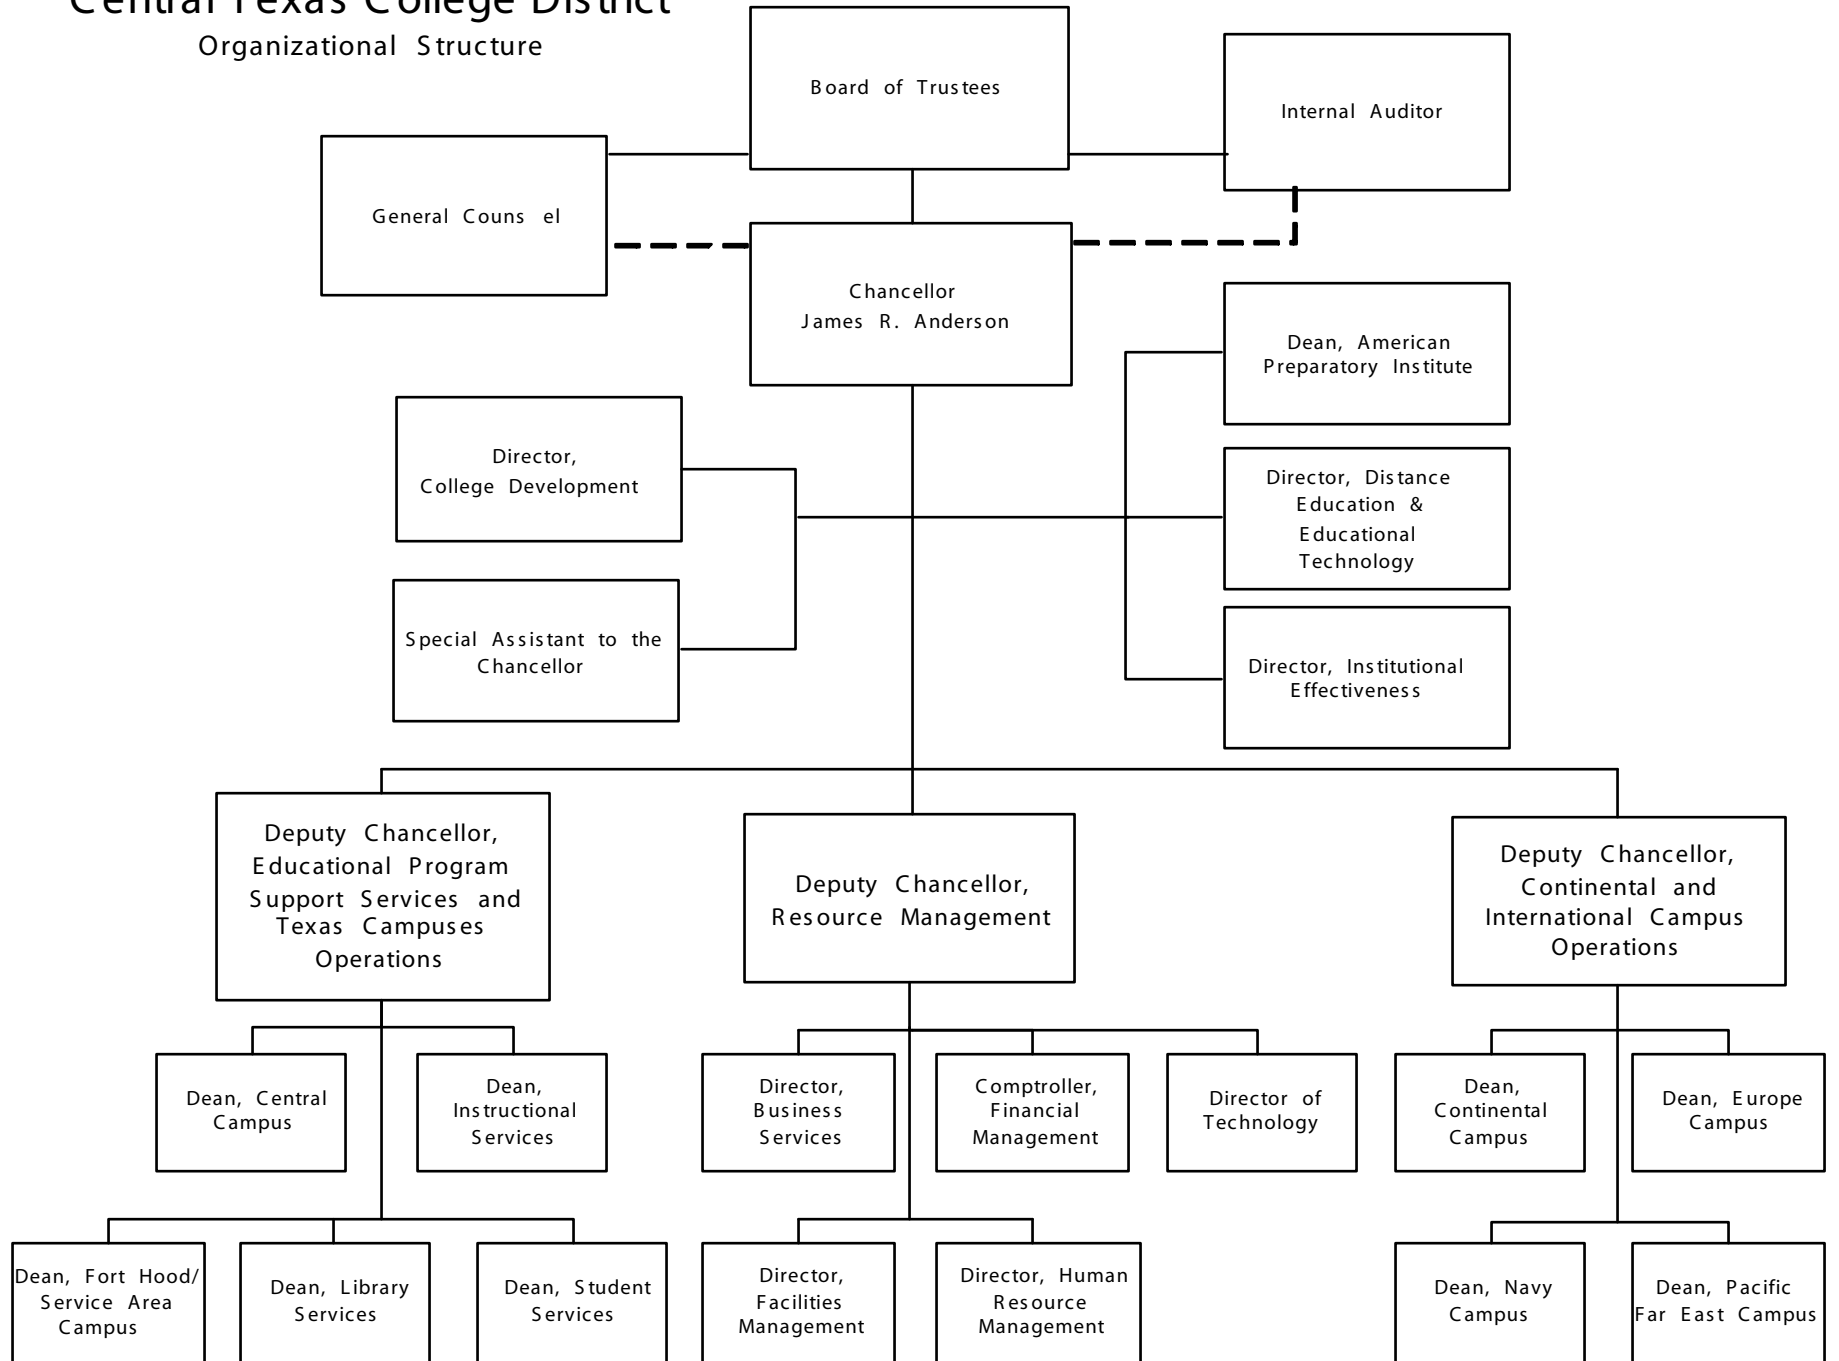 Central Texas College District
Organizational Structure
Board of Trustees
Internal Auditor
General Couns el
Chancellor
James R. Anderson
Dean, American
Preparatory Institute
Director,
College Development
Director, Distance
Education &
Educational
Technology
Special Assistant to the
Chancellor
Director, Institutional
Effectiveness
Deputy Chancellor,
Educational Program
Support Services and
Texas Campuses
Operations
Deputy Chancellor,
Resource Management
Deputy Chancellor,
Continental and
International Campus
Operations
Dean, Central
Campus
Dean,
Instructional
Services
Director,
Business
Services
Comptroller,
Financial
Management
Director of
Technology
Dean,
Continental
Campus
Dean, Europe
Campus
Dean, Fort Hood/
Service Area
Campus
Dean, Library
Services
Dean, Student
Services
Director,
Facilities
Management
Director, Human
Resource
Management
Dean, Navy
Campus
Dean, Pacific
Far East Campus